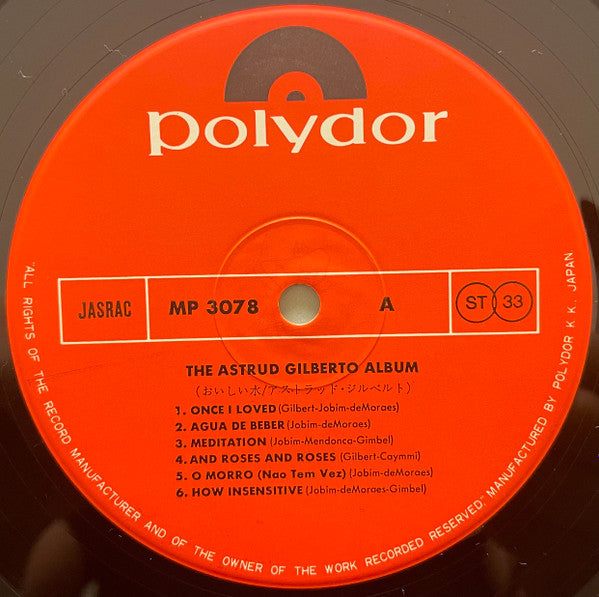 polydor
JASRAC MP 3078 A ST 33
THE ASTRUD GILBERTO ALBUM
(おいしい水/アストラッド・ジルベルト)
1. ONCE I LOVED (Gilbert-Jobim-deMoraes)
2. AGUA DE BEBER (Jobim-deMoraes)
3. MEDITATION (Jobim-Mendonca-Gimbel)
4. AND ROSES AND ROSES (Gilbert-Caymmi)
5. O MORRO (Nao Tem Vez) (Jobim-deMoraes)
6. HOW INSENSITIVE (Jobim-deMoraes-Gimbel)
"ALL RIGHTS OF THE RECORD MANUFACTURER AND OF THE OWNER OF THE WORK RECORDED RESERVED" MANUFACTURED BY POLYDOR K K. JAPAN